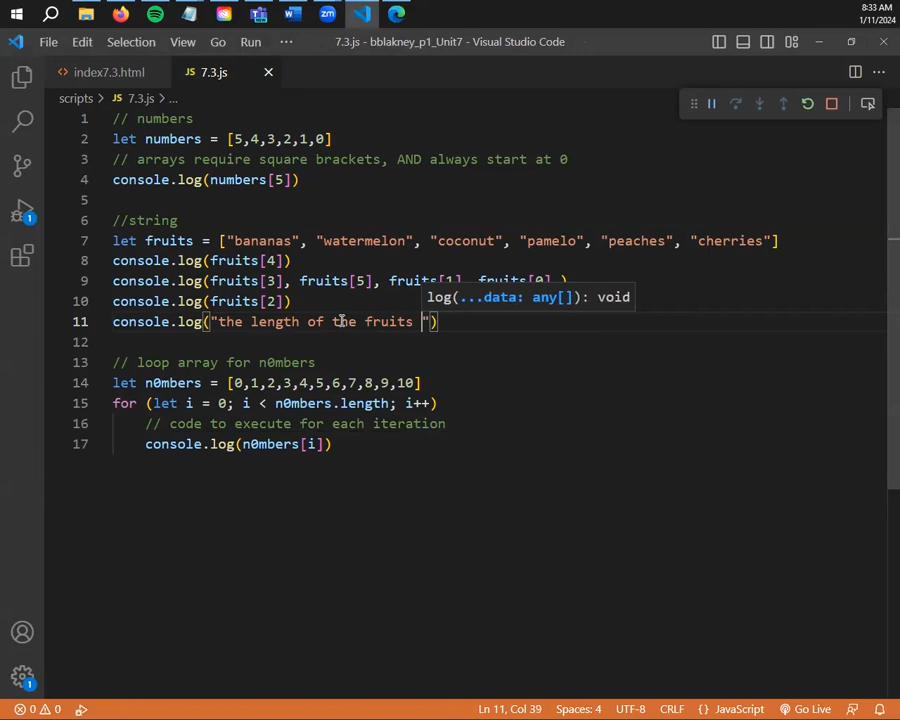 8:33 AM
1/11/2024
File Edit Selection View Go Run ··· 7.3.js - bblakney_p1_Unit7 - Visual Studio Code
index7.3.html JS 7.3.js
scripts > JS 7.3.js > ...
1 // numbers
2 let numbers = [5,4,3,2,1,0]
3 // arrays require square brackets, AND always start at 0
4 console.log(numbers[5])
5
6 //string
7 let fruits = ["bananas", "watermelon", "coconut", "pamelo", "peaches", "cherries"]
8 console.log(fruits[4])
9 console.log(fruits[3], fruits[5], fruits[1], fruits[0] )
log(...data: any[]): void
10 console.log(fruits[2])
11 console.log("the length of the fruits ")
12
13 // loop array for n0mbers
14 let n0mbers = [0,1,2,3,4,5,6,7,8,9,10]
15 for (let i = 0; i < n0mbers.length; i++)
16 // code to execute for each iteration
17 console.log(n0mbers[i])
1
1
0 0 Ln 11, Col 39 Spaces: 4 UTF-8 CRLF {} JavaScript Go Live